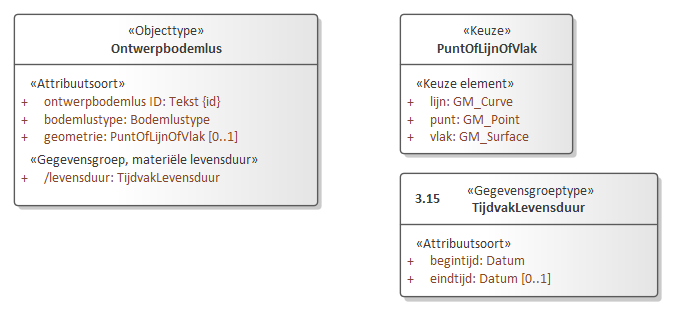 «Objecttype»
Ontwerpbodemlus
«Attribuutsoort»
+ ontwerpbodemlus ID: Tekst {id}
+ bodemlustype: Bodemlustype
+ geometrie: PuntOfLijnOfVlak [0..1]
«Gegevensgroep, materiële levensduur»
+ /levensduur: TijdvakLevensduur
«Keuze»
PuntOfLijnOfVlak
«Keuze element»
+ lijn: GM_Curve
+ punt: GM_Point
+ vlak: GM_Surface
3.15 «Gegevensgroeptype»
TijdvakLevensduur
«Attribuutsoort»
+ begintijd: Datum
+ eindtijd: Datum [0..1]